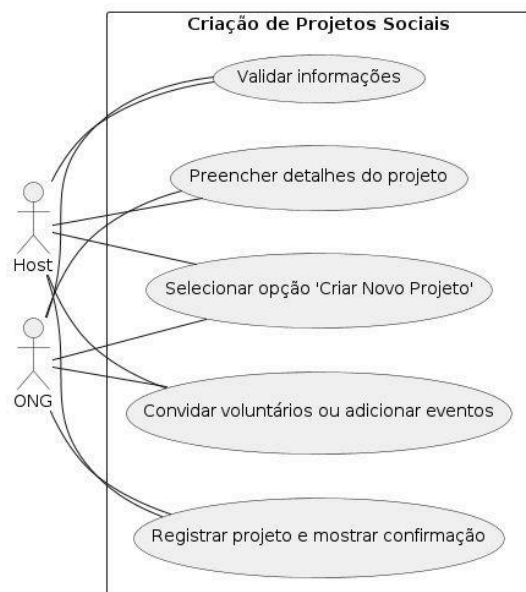 Criação de Projetos Sociais
Validar informações
Preencher detalhes do projeto
Host
Selecionar opção 'Criar Novo Projeto'
ONG
Convidar voluntários ou adicionar eventos
Registrar projeto e mostrar confirmação